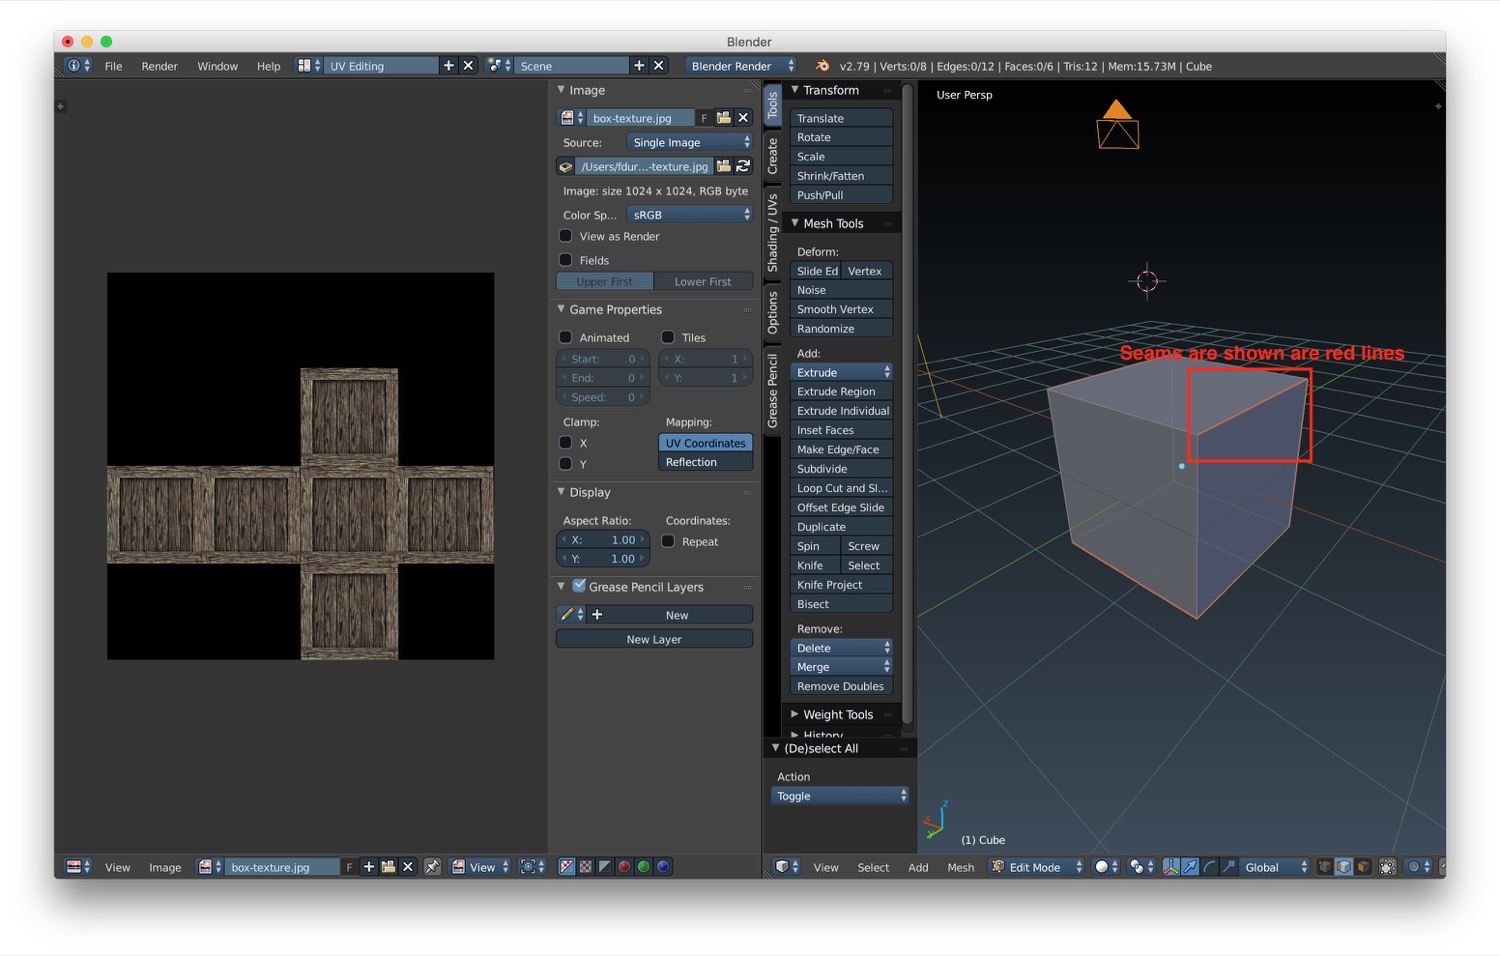 Blender
File Render Window Help UV Editing Scene Blender Render v2.79 | Verts:0/8 | Edges:0/12 | Faces:0/6 | Tris:12 | Mem:15.73M | Cube
Image
box-texture.jpg F
Source: Single Image
/Users/fdur...-texture.jpg
Image: size 1024 x 1024, RGB byte
Color Sp... sRGB
View as Render
Fields
Upper First Lower First
Game Properties
Animated Tiles
Start: 0 X: 1
End: 0 Y: 1
Speed: 0
Clamp: Mapping:
X UV Coordinates
Y Reflection
Display
Aspect Ratio: Coordinates:
X: 1.00 Repeat
Y: 1.00
Grease Pencil Layers
New
New Layer
Tools
Create
Shading / UVs
Options
Grease Pencil
Transform
Translate
Rotate
Scale
Shrink/Fatten
Push/Pull
Mesh Tools
Deform:
Slide Ed Vertex
Noise
Smooth Vertex
Randomize
Add:
Extrude
Extrude Region
Extrude Individual
Inset Faces
Make Edge/Face
Subdivide
Loop Cut and Sl...
Offset Edge Slide
Duplicate
Spin Screw
Knife Select
Knife Project
Bisect
Remove:
Delete
Merge
Remove Doubles
Weight Tools
History
(De)select All
Action
Toggle
User Persp
Seams are shown are red lines
z
x
y
(1) Cube
View Image box-texture.jpg F View
View Select Add Mesh Edit Mode Global